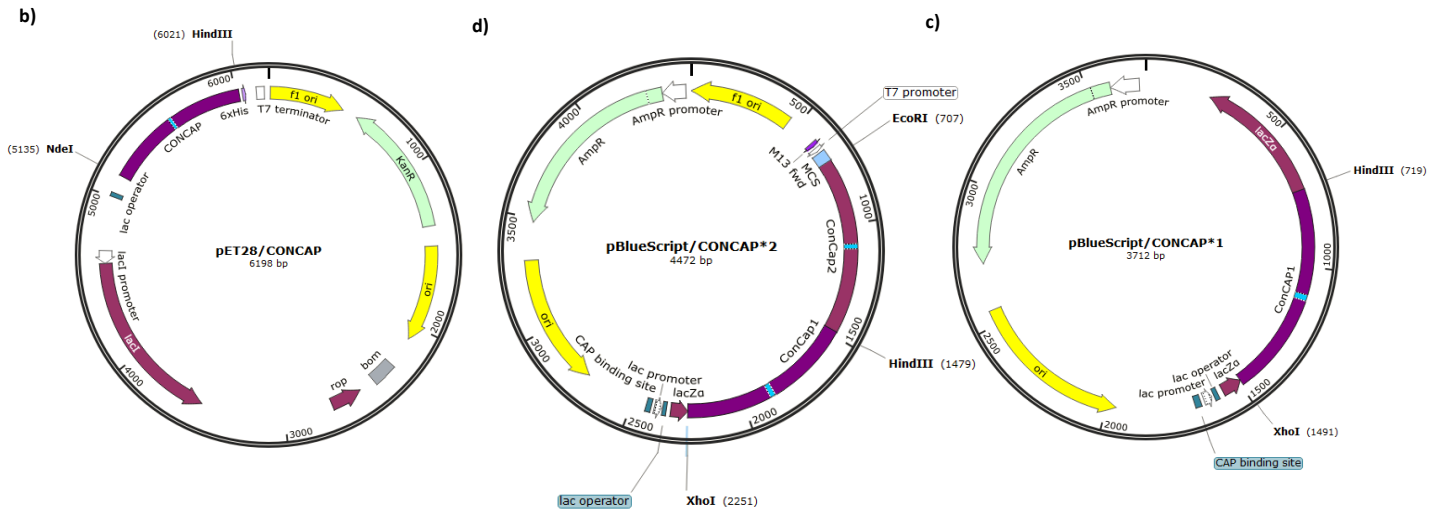 b)
(6021) HindIII
6000
6xHis
T7 terminator
f1 ori
CONCAP
(5135) NdeI
KanR
1000
5000
lac operator
pET28/CONCAP
6198 bp
lacI promoter
ori
lacI
2000
4000
bom
rop
3000
d)
4000
AmpR promoter
f1 ori
500
T7 promoter
EcoRI (707)
AmpR
M13 fwd
MCS
1000
3500
pBlueScript/CONCAP*2
4472 bp
ConCap2
ori
1500
3000
CAP binding site
lac promoter
lacZα
ConCap1
HindIII (1479)
2500
2000
lac operator
XhoI (2251)
c)
3500
AmpR promoter
500
lacZα
AmpR
HindIII (719)
3000
pBlueScript/CONCAP*1
3712 bp
1000
ConCAP1
2500
ori
lac operator
lac promoter
lacZα
1500
2000
XhoI (1491)
CAP binding site